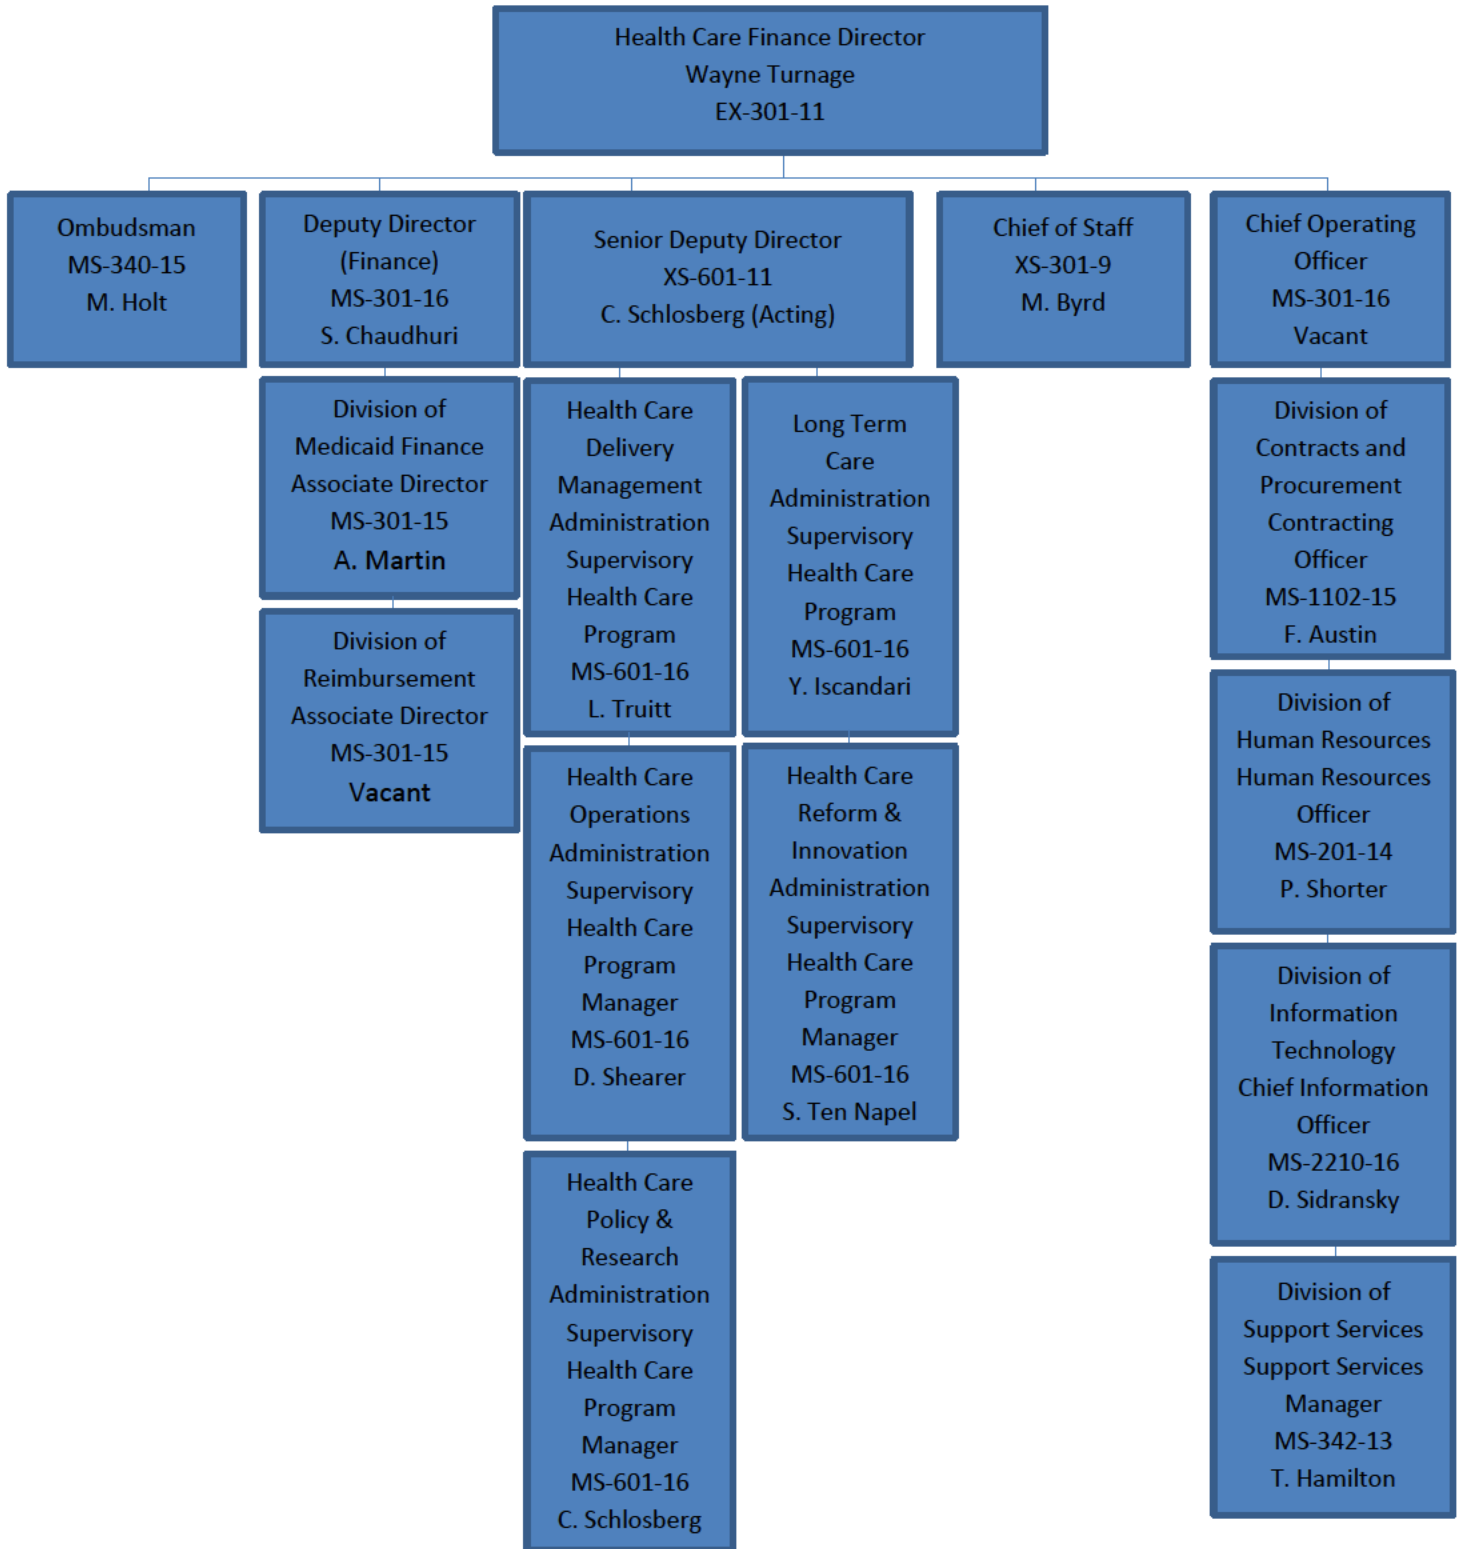 Health Care Finance Director
Wayne Turnage
EX-301-11
Ombudsman
MS-340-15
M. Holt
Deputy Director
(Finance)
MS-301-16
S. Chaudhuri
Senior Deputy Director
XS-601-11
C. Schlosberg (Acting)
Chief of Staff
XS-301-9
M. Byrd
Chief Operating
Officer
MS-301-16
Vacant
Division of
Medicaid Finance
Associate Director
MS-301-15
A. Martin
Division of
Reimbursement
Associate Director
MS-301-15
Vacant
Health Care
Delivery
Management
Administration
Supervisory
Health Care
Program
MS-601-16
L. Truitt
Long Term
Care
Administration
Supervisory
Health Care
Program
MS-601-16
Y. Iscandari
Health Care
Operations
Administration
Supervisory
Health Care
Program
Manager
MS-601-16
D. Shearer
Health Care
Reform &
Innovation
Administration
Supervisory
Health Care
Program
Manager
MS-601-16
S. Ten Napel
Health Care
Policy &
Research
Administration
Supervisory
Health Care
Program
Manager
MS-601-16
C. Schlosberg
Division of
Contracts and
Procurement
Contracting
Officer
MS-1102-15
F. Austin
Division of
Human Resources
Human Resources
Officer
MS-201-14
P. Shorter
Division of
Information
Technology
Chief Information
Officer
MS-2210-16
D. Sidransky
Division of
Support Services
Support Services
Manager
MS-342-13
T. Hamilton